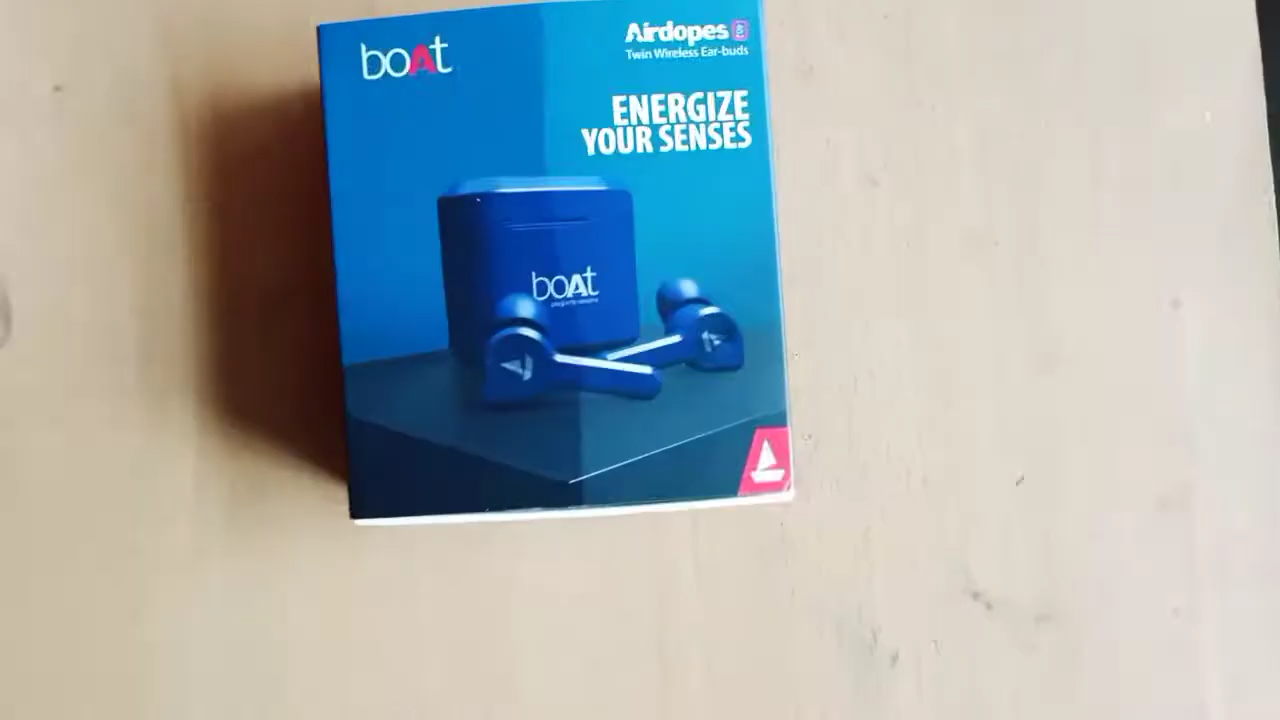 boAt
Airdopes
Twin Wireless Ear-buds
ENERGIZE
YOUR SENSES
boAt